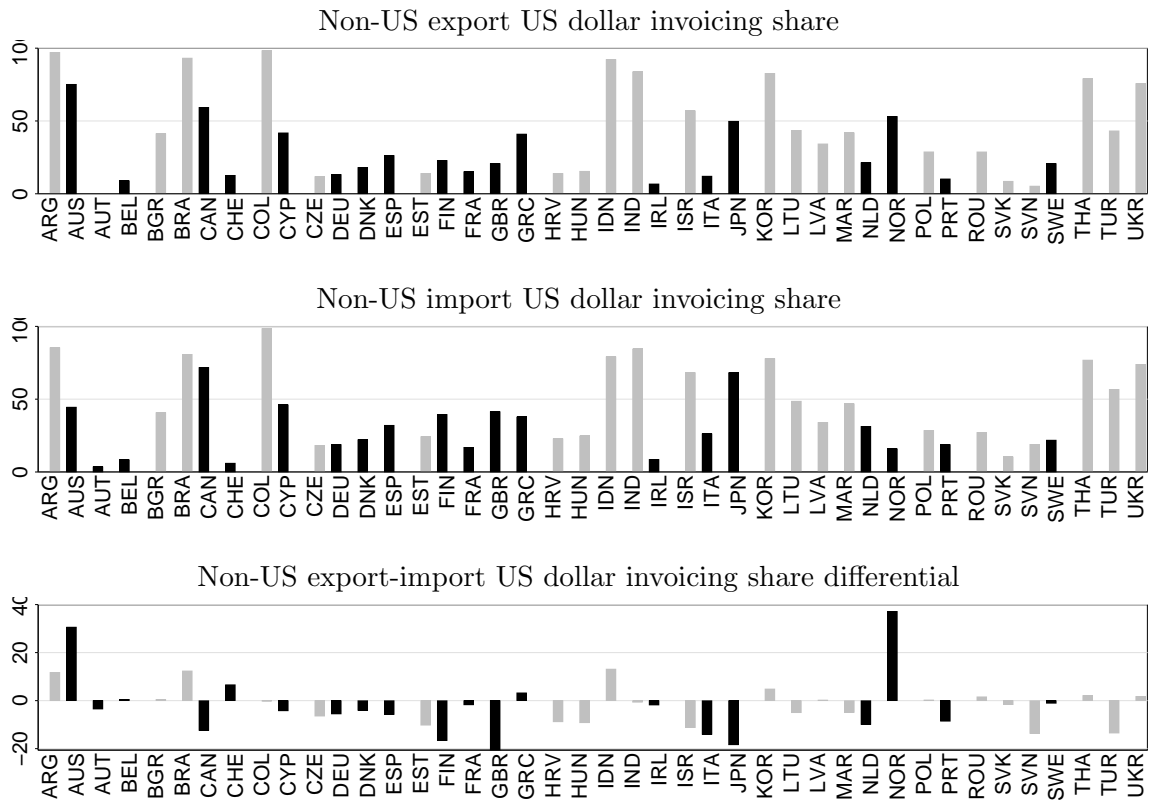 Non-US export US dollar invoicing share
10
50
0
ARG AUS AUT BEL BGR BRA CAN CHE COL CYP CZE DEU DNK ESP EST FIN FRA GBR GRC HRV HUN IDN IND IRL ISR ITA JPN KOR LTU LVA MAR NLD NOR POL PRT ROU SVK SVN SWE THA TUR UKR
Non-US import US dollar invoicing share
10
50
0
ARG AUS AUT BEL BGR BRA CAN CHE COL CYP CZE DEU DNK ESP EST FIN FRA GBR GRC HRV HUN IDN IND IRL ISR ITA JPN KOR LTU LVA MAR NLD NOR POL PRT ROU SVK SVN SWE THA TUR UKR
Non-US export-import US dollar invoicing share differential
40
20
0
−20
ARG AUS AUT BEL BGR BRA CAN CHE COL CYP CZE DEU DNK ESP EST FIN FRA GBR GRC HRV HUN IDN IND IRL ISR ITA JPN KOR LTU LVA MAR NLD NOR POL PRT ROU SVK SVN SWE THA TUR UKR